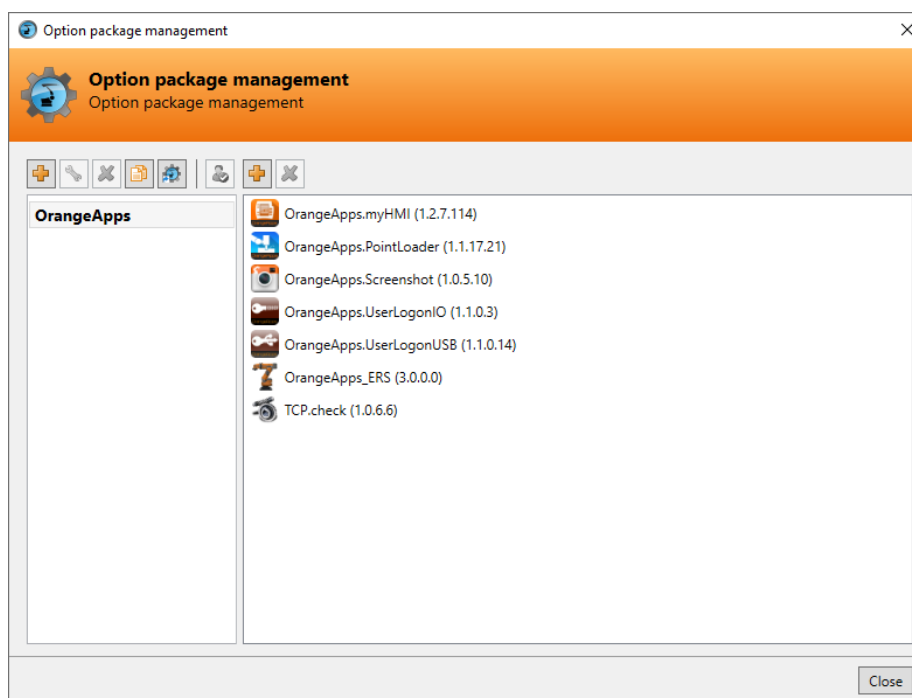 Option package management
Option package management
Option package management
OrangeApps
OrangeApps.myHMI (1.2.7.114)
OrangeApps.PointLoader (1.1.17.21)
OrangeApps.Screenshot (1.0.5.10)
OrangeApps.UserLogonIO (1.1.0.3)
OrangeApps.UserLogonUSB (1.1.0.14)
OrangeApps_ERS (3.0.0.0)
TCP.check (1.0.6.6)
Close